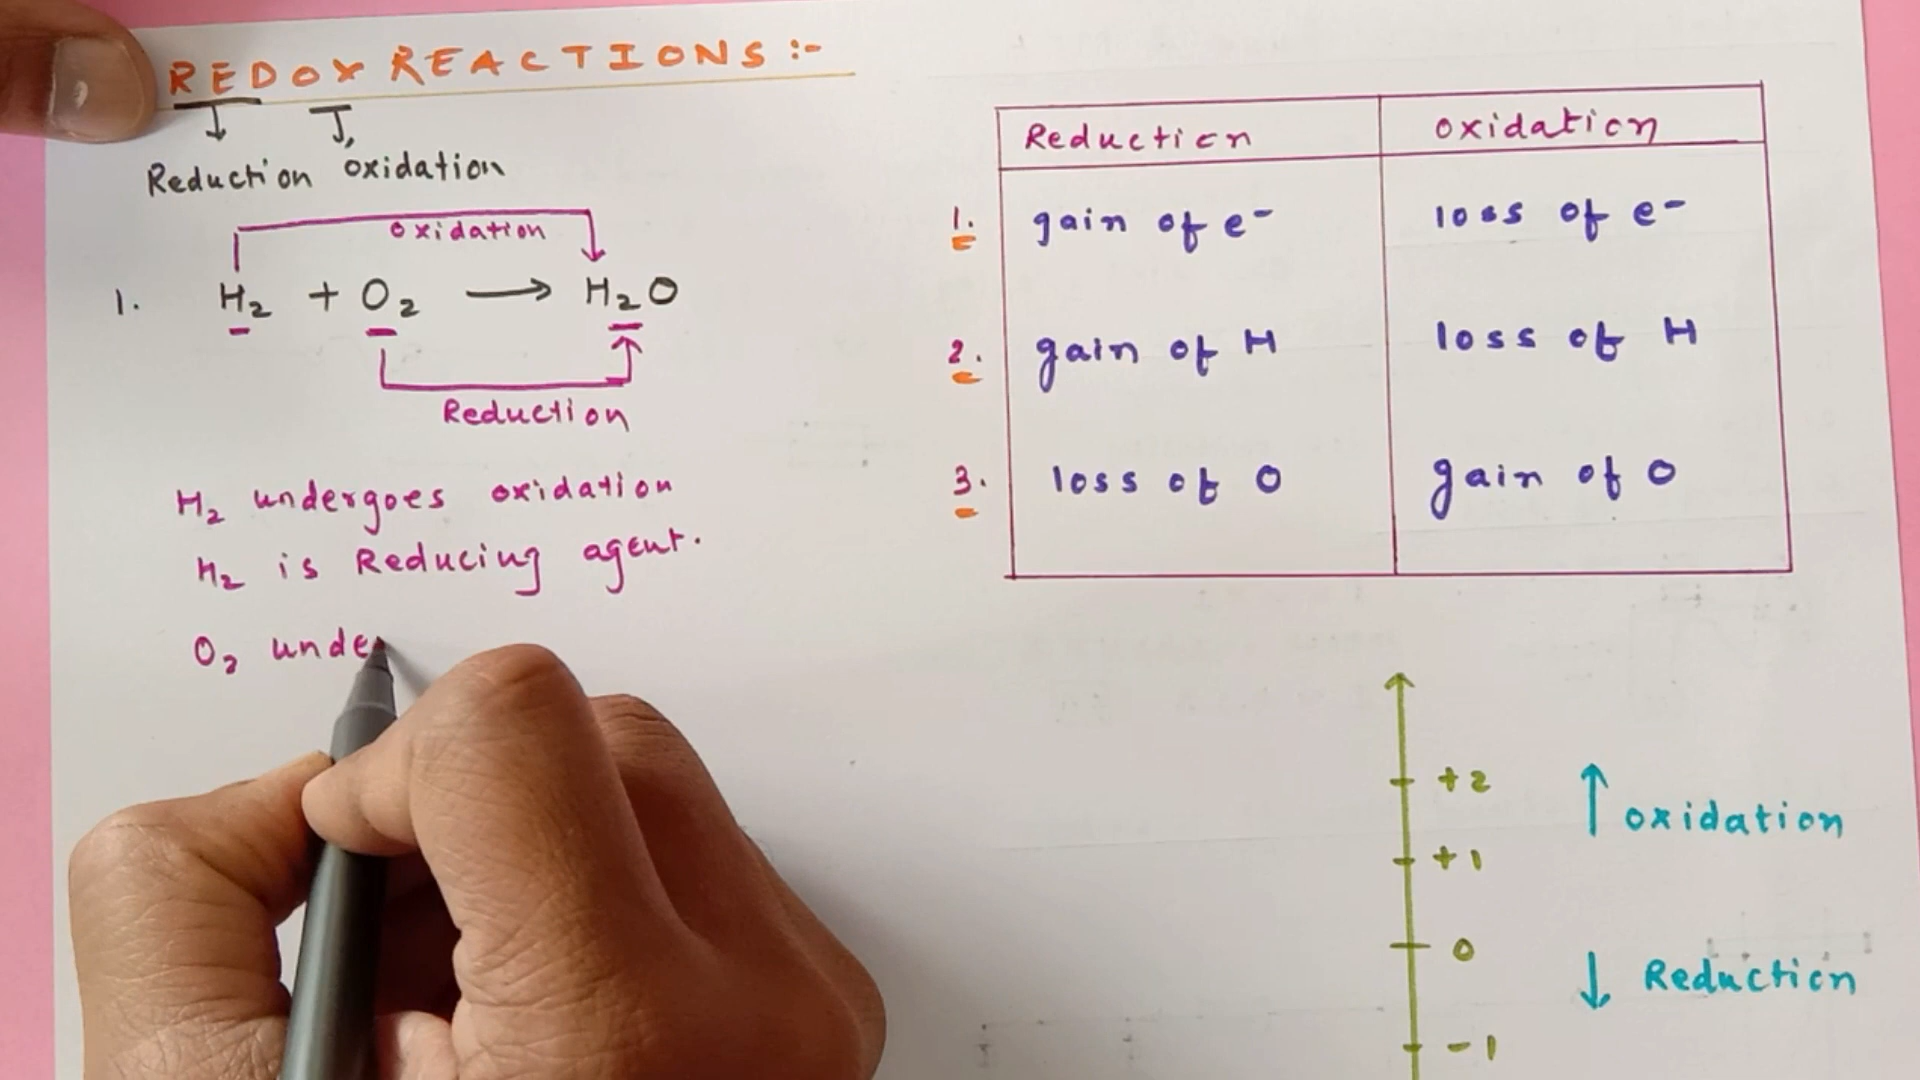 REDOX REACTIONS :-
Reduction oxidation
oxidation
1. H2 + O2 → H2O
Reduction
H2 undergoes oxidation
H2 is Reducing agent.
O2 unde
Reduction oxidation
1. gain of e- loss of e-
2. gain of H loss of H
3. loss of O gain of O
+2
↑ oxidation
+1
0
↓ Reduction
-1